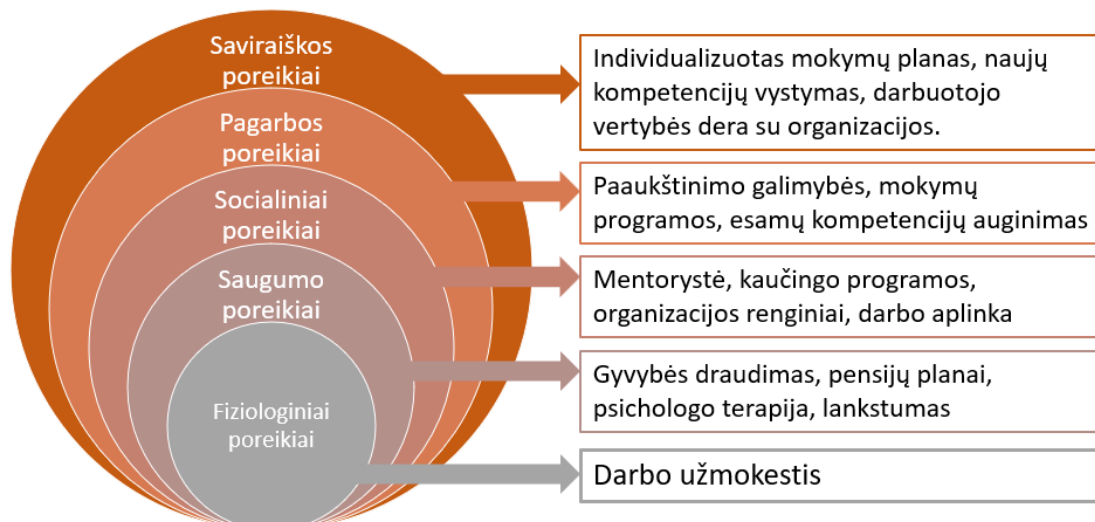 Saviraiškos
poreikiai
Individualizuotas mokymų planas, naujų
kompetencijų vystymas, darbuotojo
vertybės dera su organizacijos.
Pagarbos
poreikiai
Paaukštinimo galimybės, mokymų
programos, esamų kompetencijų auginimas
Socialiniai
poreikiai
Mentorystė, kaučingo programos,
organizacijos renginiai, darbo aplinka
Saugumo
poreikiai
Gyvybės draudimas, pensijų planai,
psichologo terapija, lankstumas
Fiziologiniai
poreikiai
Darbo užmokestis